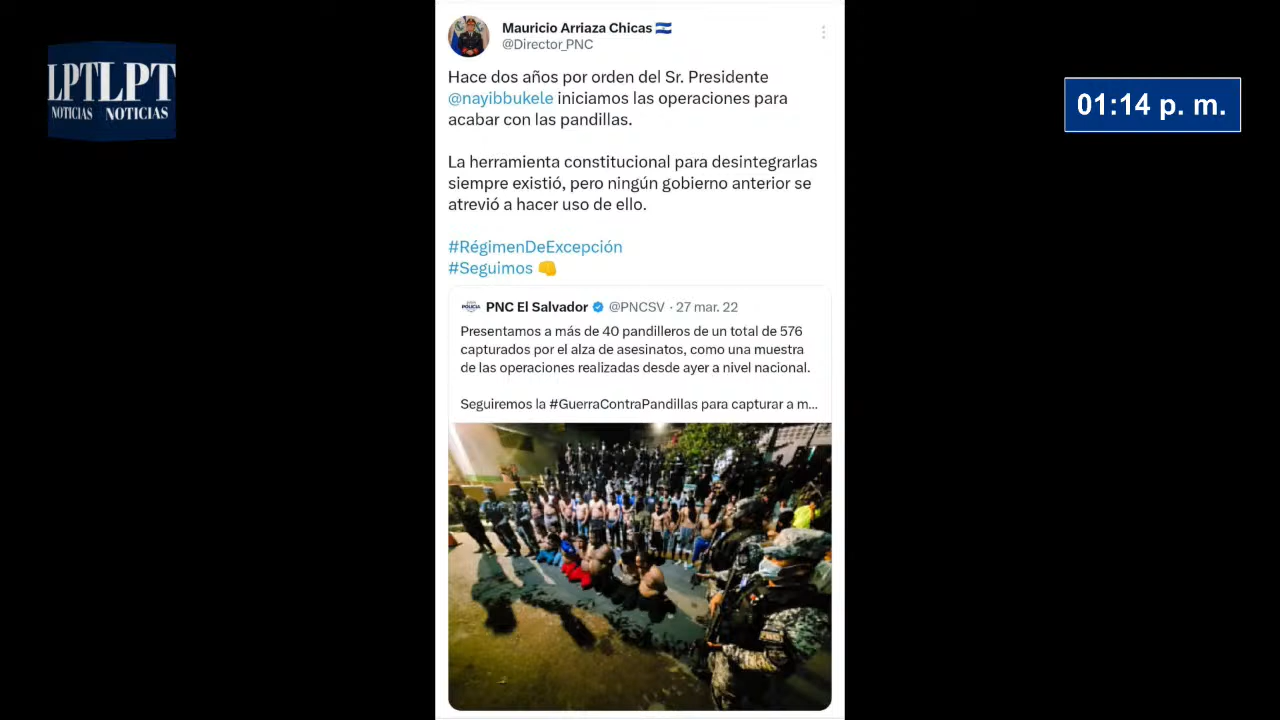 LPT LPT
NOTICIAS NOTICIAS
01:14 p. m.
Mauricio Arriaza Chicas
@Director_PNC
Hace dos años por orden del Sr. Presidente
@nayibbukele iniciamos las operaciones para
acabar con las pandillas.
La herramienta constitucional para desintegrarlas
siempre existió, pero ningún gobierno anterior se
atrevió a hacer uso de ello.
#RégimenDeExcepción
#Seguimos 👊
POLICIA PNC El Salvador @PNCSV · 27 mar. 22
Presentamos a más de 40 pandilleros de un total de 576
capturados por el alza de asesinatos, como una muestra
de las operaciones realizadas desde ayer a nivel nacional.
Seguiremos la #GuerraContraPandillas para capturar a m...